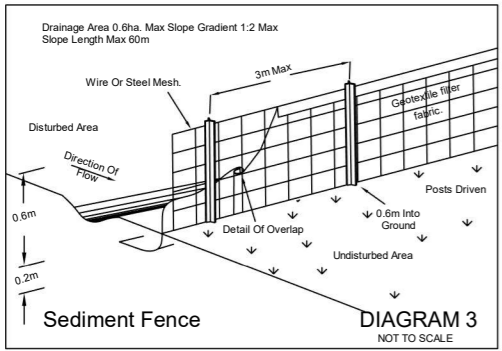 Drainage Area 0.6ha. Max Slope Gradient 1:2 Max
Slope Length Max 60m
3m Max
Wire Or Steel Mesh.
Geotextile filter
fabric.
Disturbed Area
Direction Of
Flow
Posts Driven
0.6m
0.6m Into
Ground
Detail Of Overlap
Undisturbed Area
0.2m
Sediment Fence
DIAGRAM 3
NOT TO SCALE